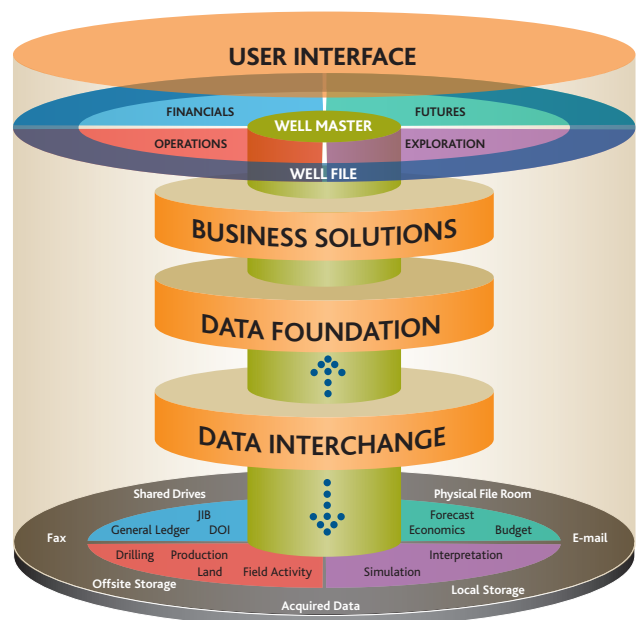 USER INTERFACE
FINANCIALS
FUTURES
WELL MASTER
OPERATIONS
EXPLORATION
WELL FILE
BUSINESS SOLUTIONS
DATA FOUNDATION
DATA INTERCHANGE
Shared Drives
Physical File Room
JIB
Forecast
General Ledger
DOI
Economics
Budget
Fax
E-mail
Drilling
Production
Interpretation
Land
Field Activity
Simulation
Offsite Storage
Local Storage
Acquired Data